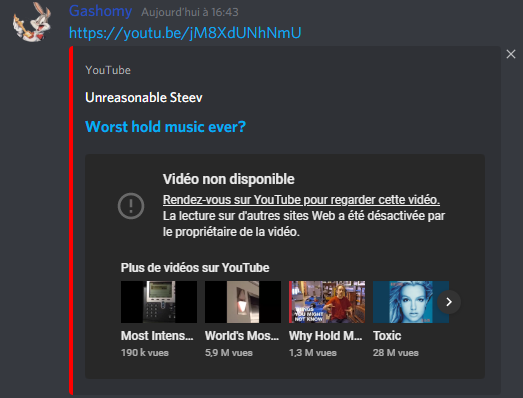 Gashomy Aujourd'hui à 16:43
https://youtu.be/jM8XdUNhNmU
YouTube
Unreasonable Steev
Worst hold music ever?
Vidéo non disponible
Rendez-vous sur YouTube pour regarder cette vidéo.
La lecture sur d'autres sites Web a été désactivée par
le propriétaire de la vidéo.
Plus de vidéos sur YouTube
THINGS YOU
MIGHT NOT
KNOW
Most Intens... World's Mos... Why Hold M... Toxic
190 k vues 5,9 M vues 1,3 M vues 28 M vues